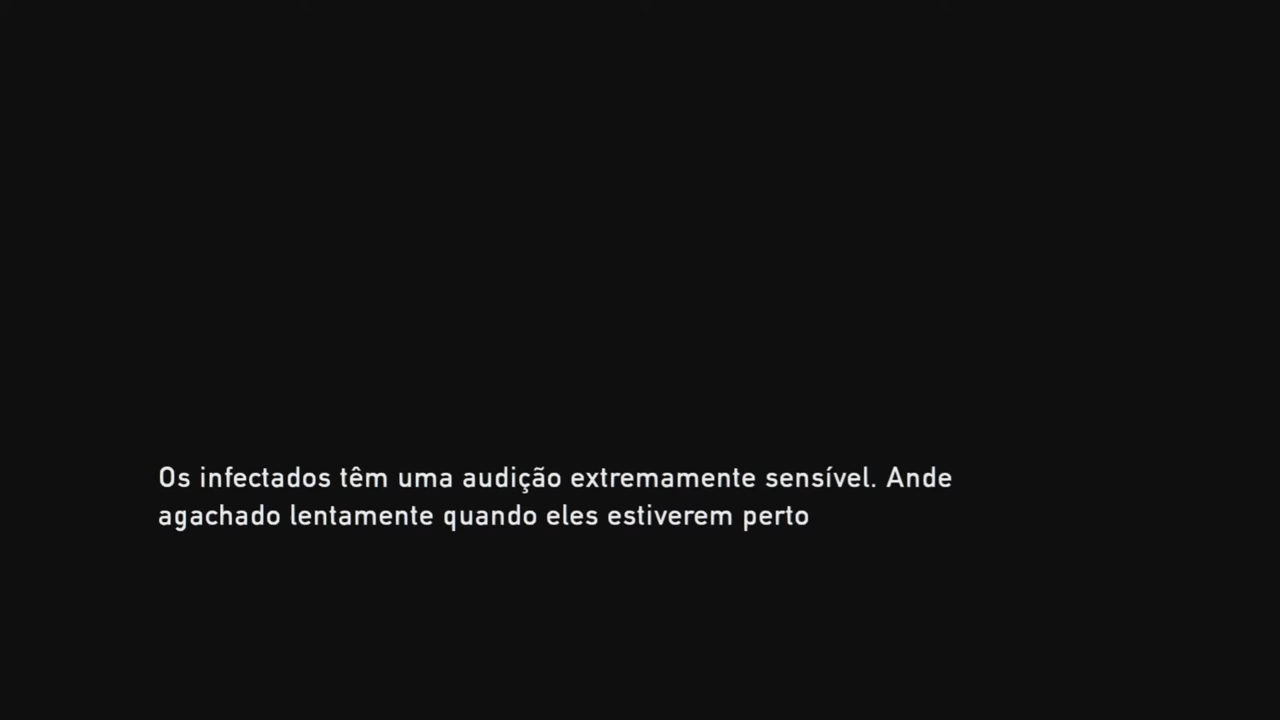 Os infectados têm uma audição extremamente sensível. Ande
agachado lentamente quando eles estiverem perto